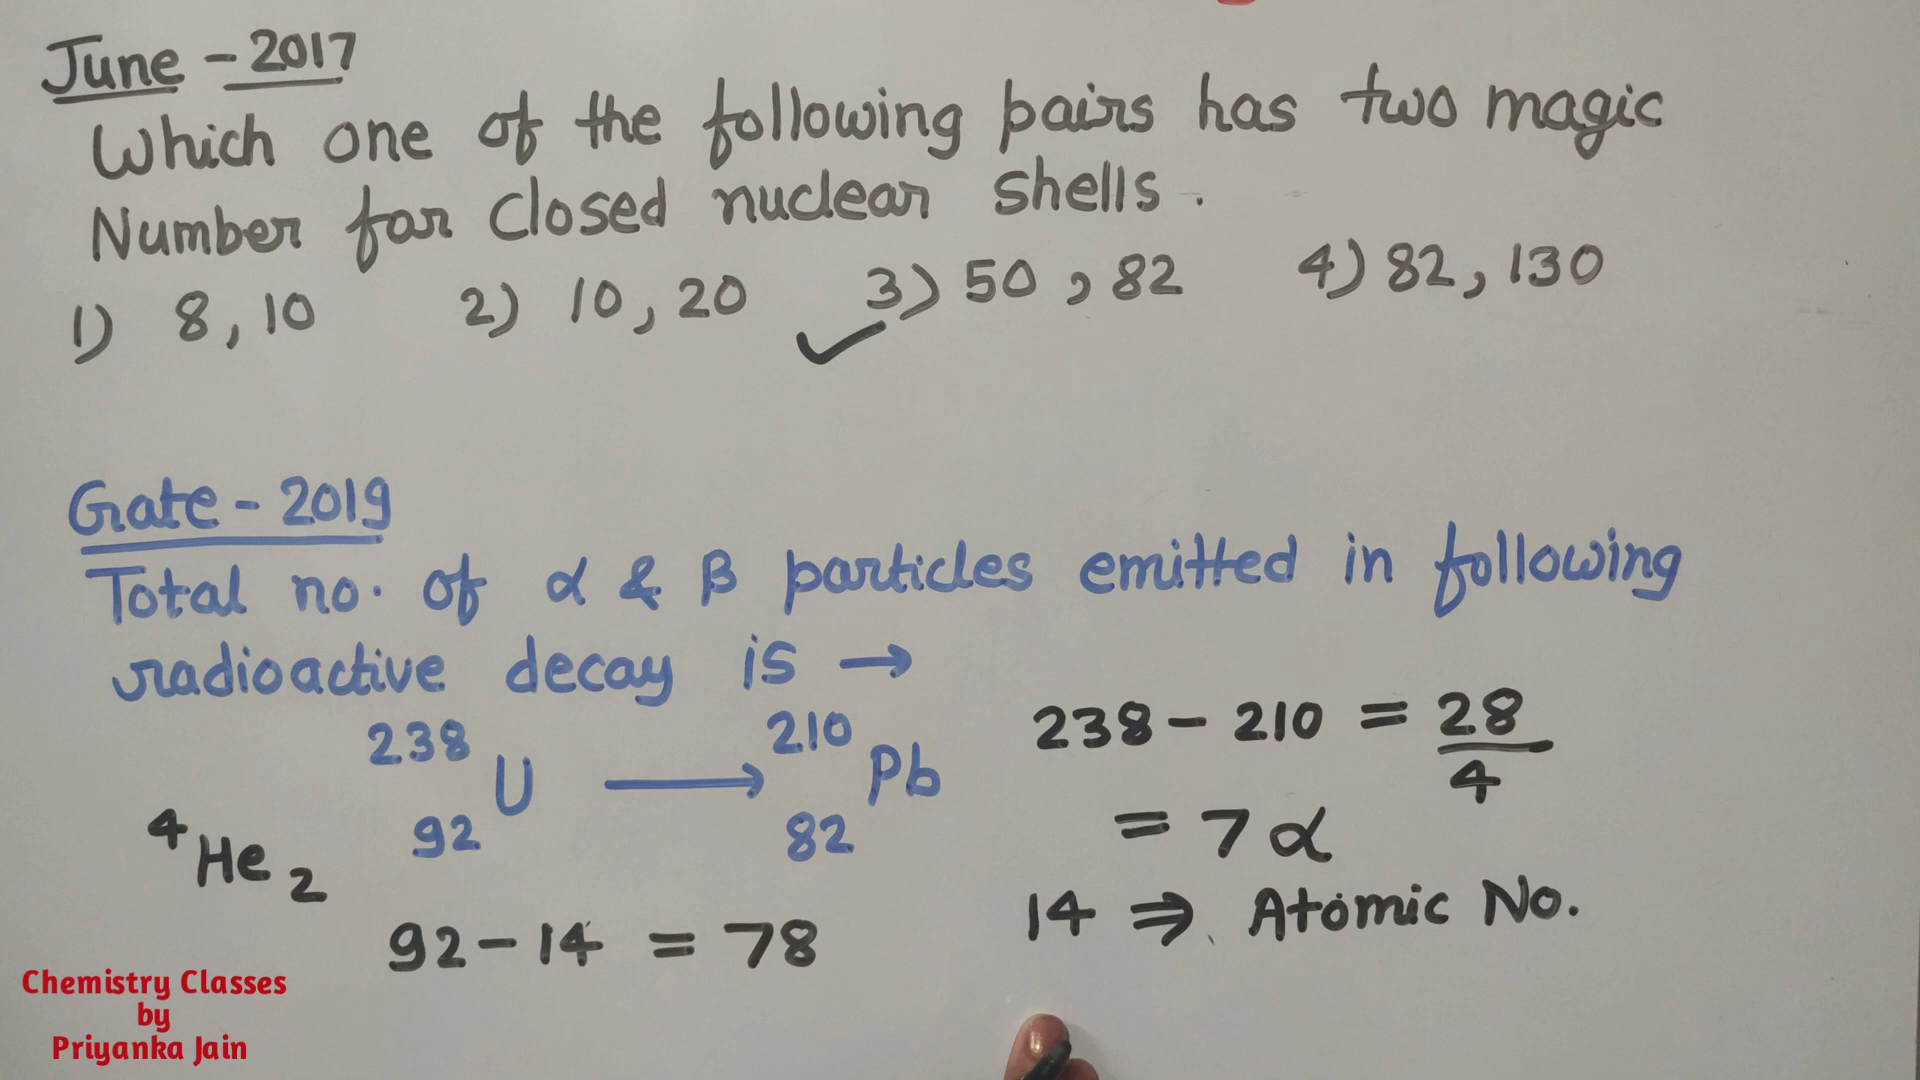 June - 2017
Which one of the following pairs has two magic
Number for closed nuclear shells.
1) 8, 10 2) 10, 20 3) 50, 82 4) 82, 130
Gate - 2019
Total no. of α & β particles emitted in following
radioactive decay is →
238 U 92 → 210 Pb 82
238 - 210 = 28/4
= 7 α
4 He 2
14 ⇒ Atomic No.
92 - 14 = 78
Chemistry Classes
by
Priyanka Jain